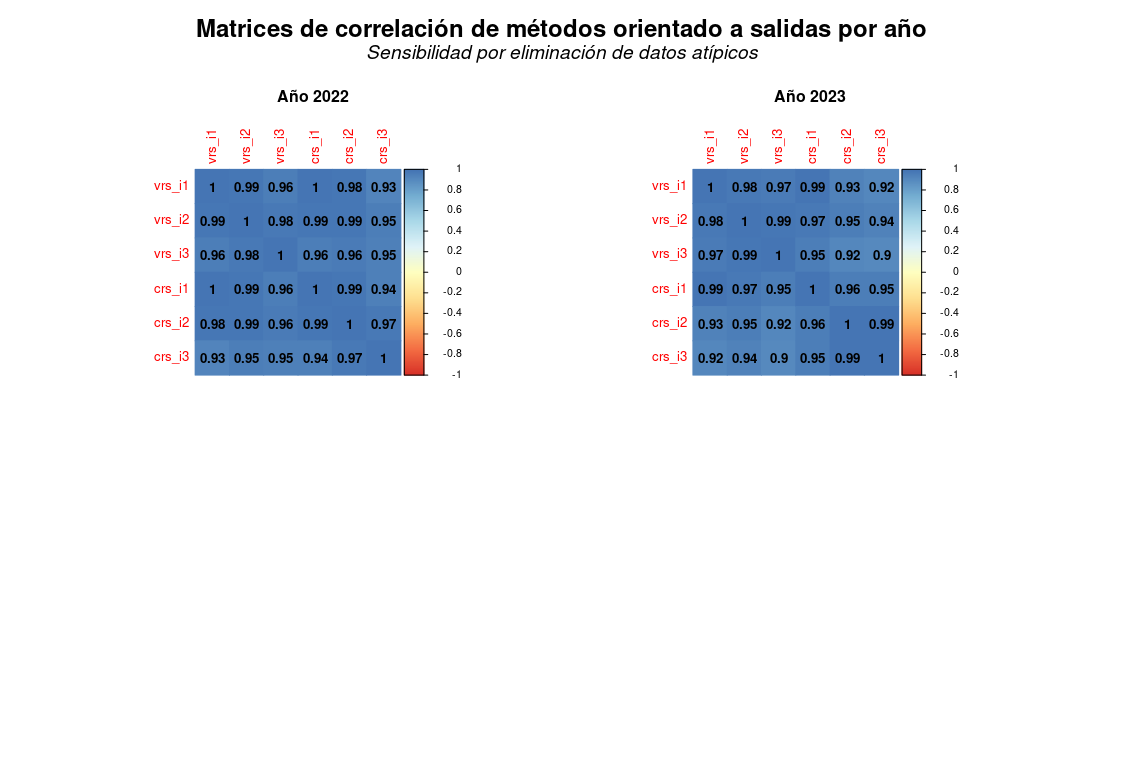 Matrices de correlación de métodos orientado a salidas por año
Sensibilidad por eliminación de datos atípicos
Año 2022
vrs_i1 vrs_i2 vrs_i3 crs_i1 crs_i2 crs_i3
vrs_i1 1 0.99 0.96 1 0.98 0.93
vrs_i2 0.99 1 0.98 0.99 0.99 0.95
vrs_i3 0.96 0.98 1 0.96 0.96 0.95
crs_i1 1 0.99 0.96 1 0.99 0.94
crs_i2 0.98 0.99 0.96 0.99 1 0.97
crs_i3 0.93 0.95 0.95 0.94 0.97 1
1
0.8
0.6
0.4
0.2
0
-0.2
-0.4
-0.6
-0.8
-1
Año 2023
vrs_i1 vrs_i2 vrs_i3 crs_i1 crs_i2 crs_i3
vrs_i1 1 0.98 0.97 0.99 0.93 0.92
vrs_i2 0.98 1 0.99 0.97 0.95 0.94
vrs_i3 0.97 0.99 1 0.95 0.92 0.9
crs_i1 0.99 0.97 0.95 1 0.96 0.95
crs_i2 0.93 0.95 0.92 0.96 1 0.99
crs_i3 0.92 0.94 0.9 0.95 0.99 1
1
0.8
0.6
0.4
0.2
0
-0.2
-0.4
-0.6
-0.8
-1